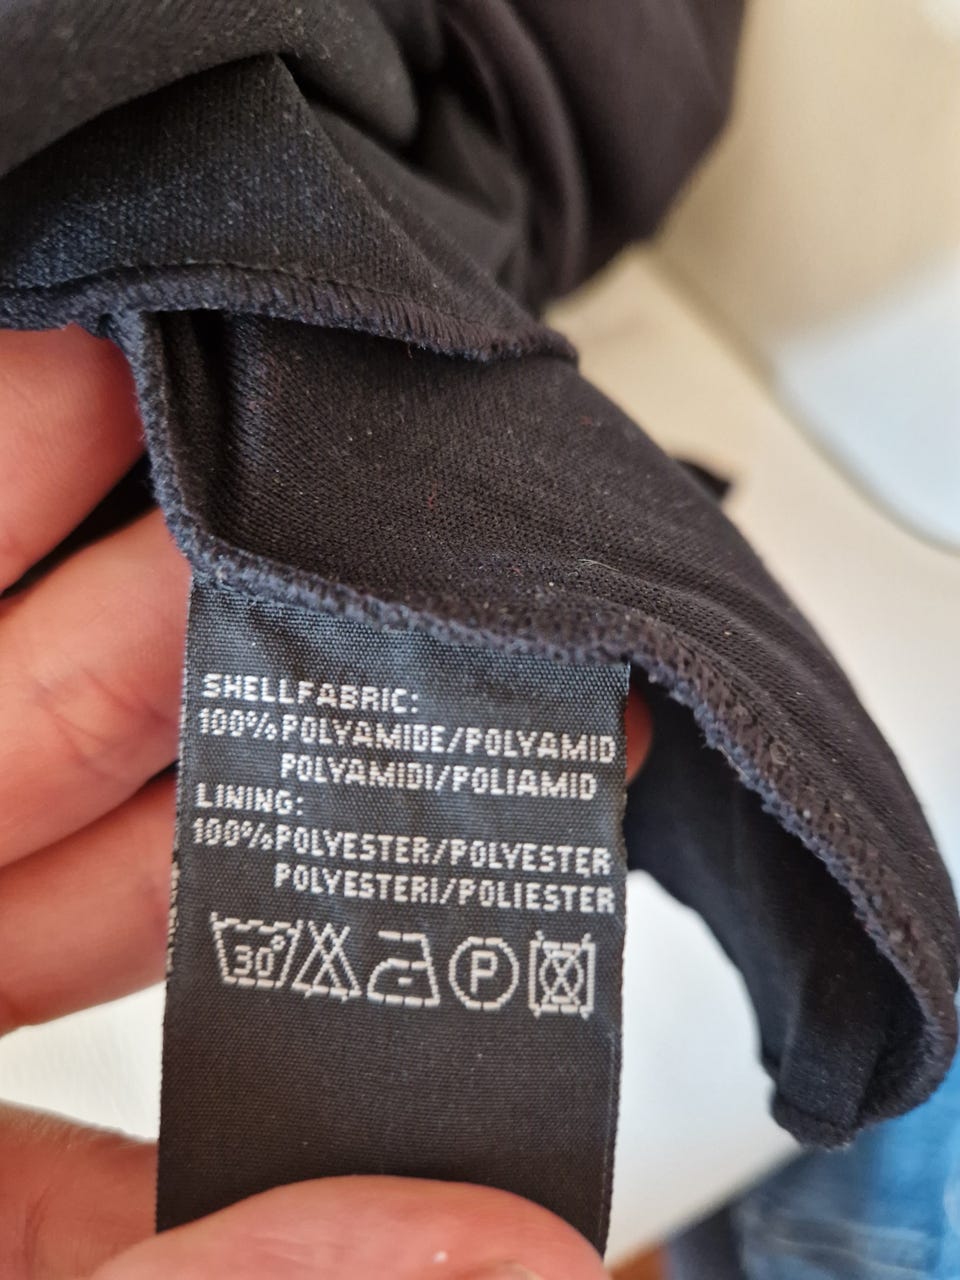 SHELLFABRIC:
100% POLYAMIDE/POLYAMID
POLYAMIDI/POLIAMID
LINING:
100% POLYESTER/POLYESTER
POLYESTERI/POLIESTER
30° P